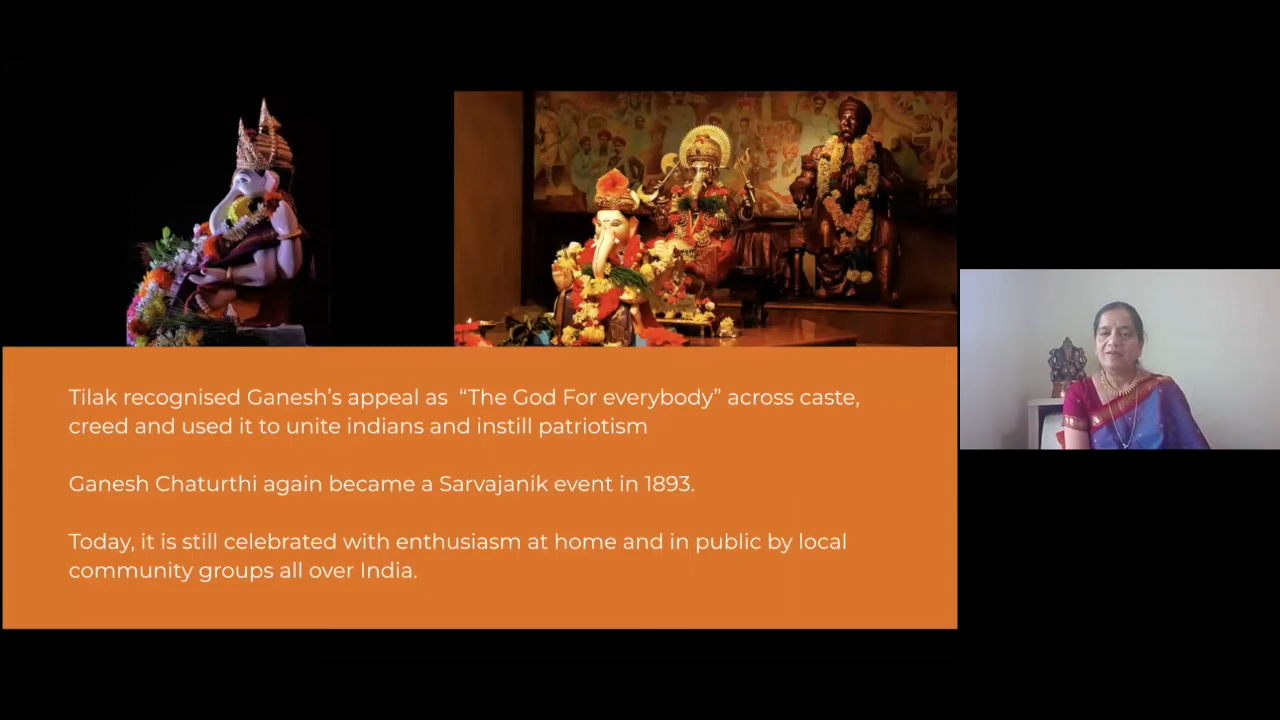 Tilak recognised Ganesh’s appeal as  “The God For everybody” across caste,
creed and used it to unite indians and instill patriotism
Ganesh Chaturthi again became a Sarvajanik event in 1893.
Today, it is still celebrated with enthusiasm at home and in public by local
community groups all over India.